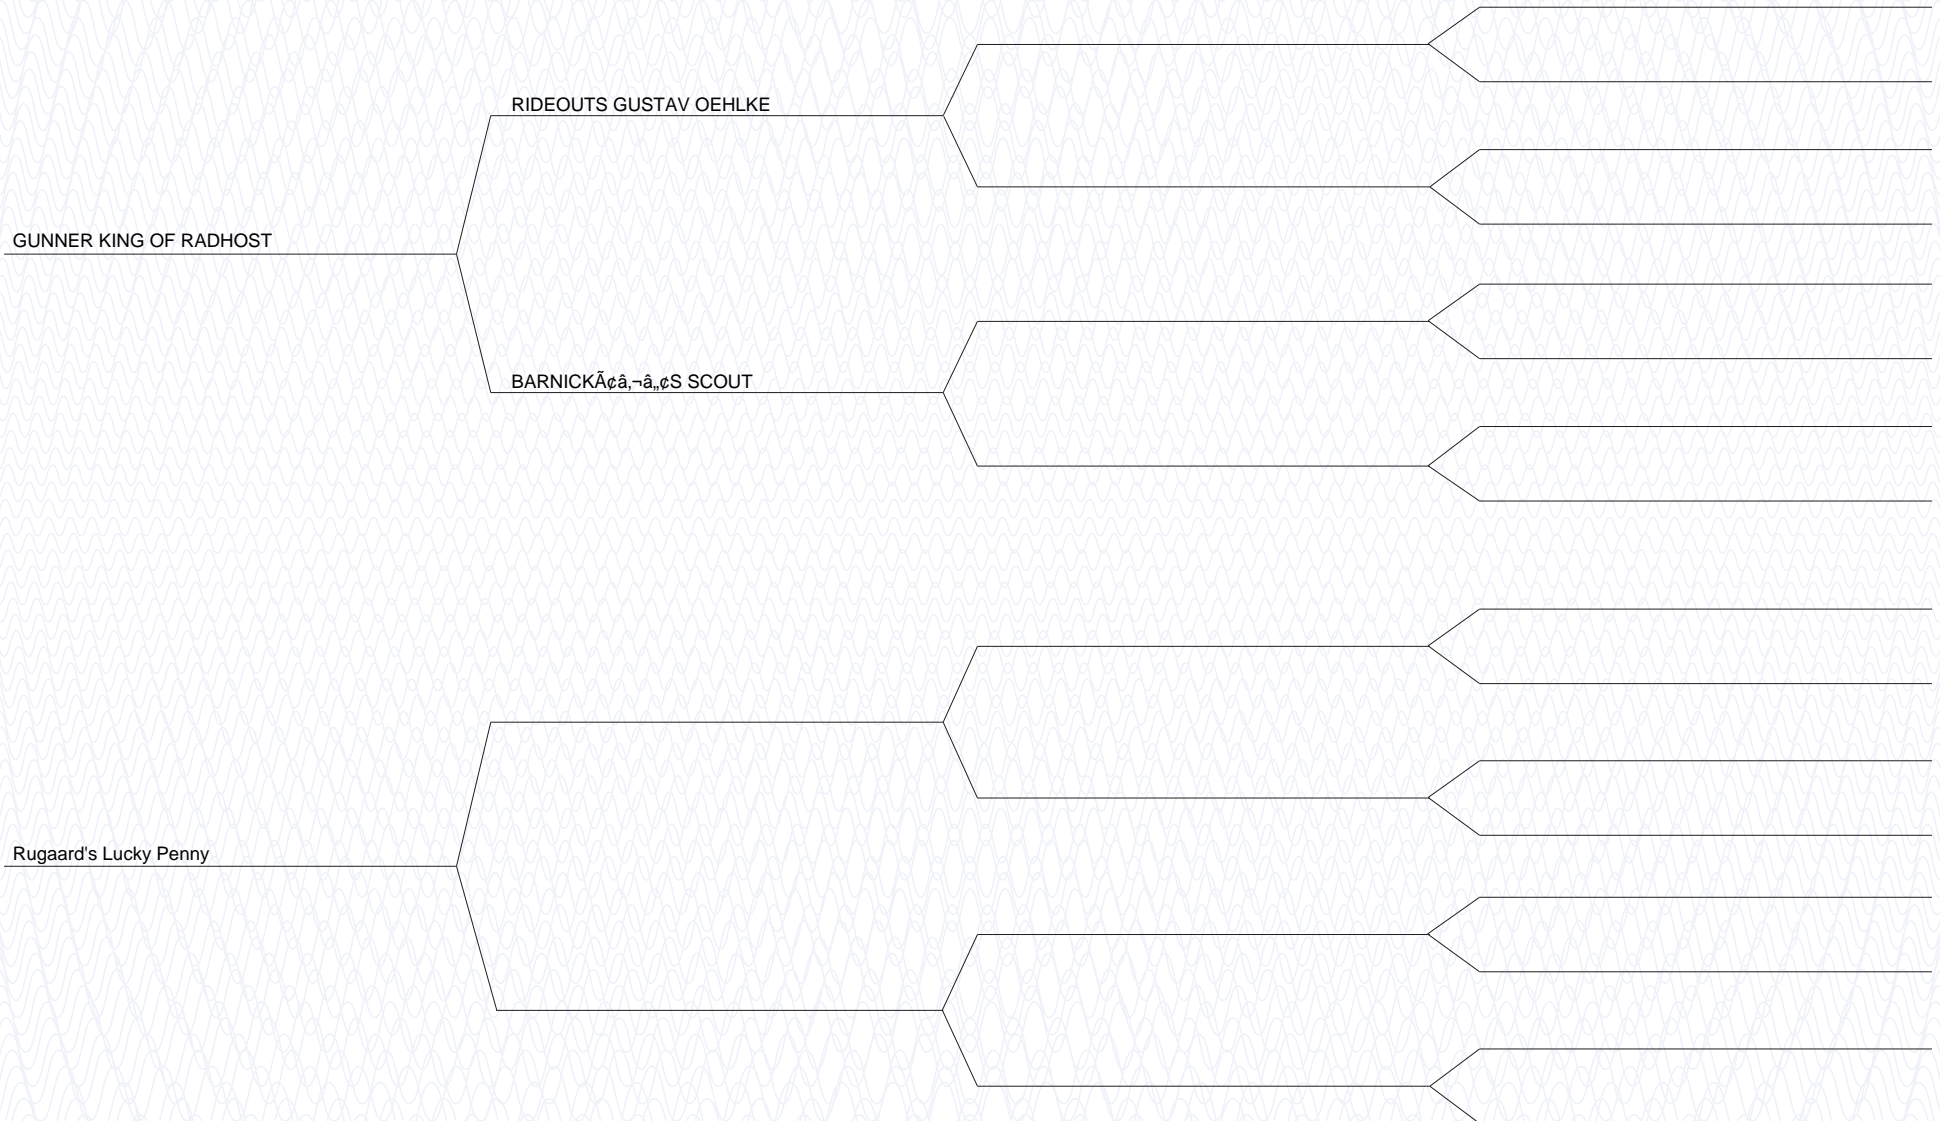 RIDEOUTS GUSTAV OEHLKE
GUNNER KING OF RADHOST
BARNICKÃ¢â‚¬â„¢S SCOUT
Rugaard's Lucky Penny